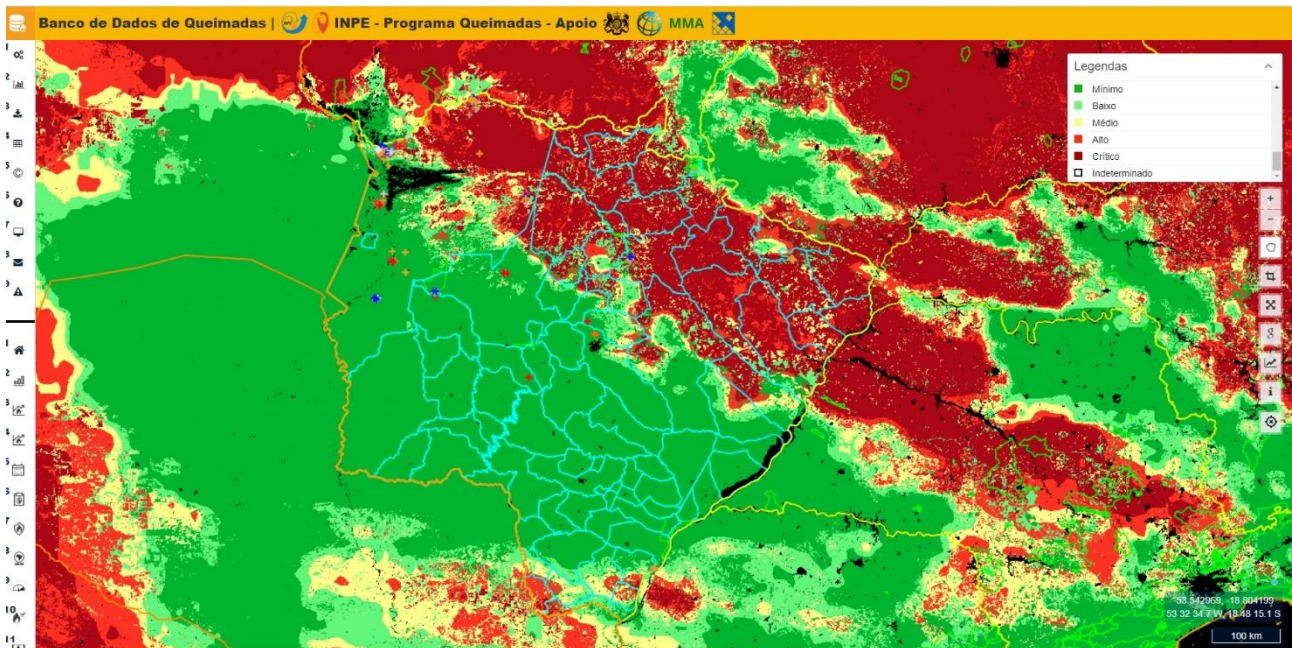 Banco de Dados de Queimadas | INPE - Programa Queimadas - Apoio MMA
Legendas
Mínimo
Baixo
Médio
Alto
Crítico
Indeterminado
53 32 34.7 W, 18 48 15.1 S
100 km